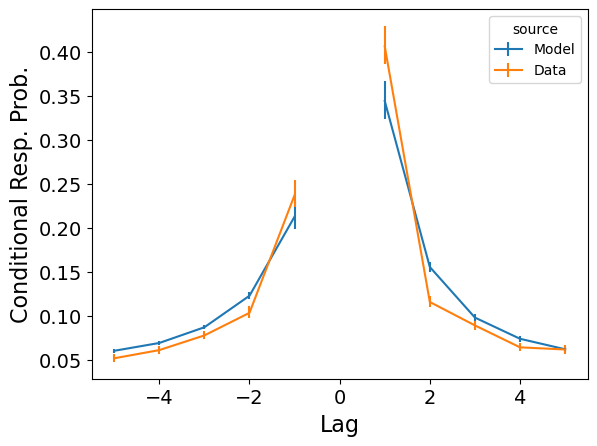 source
Model
Data
0.40
0.35
0.30
0.25
0.20
0.15
0.10
0.05
Conditional Resp. Prob.
−4
−2
0
2
4
Lag